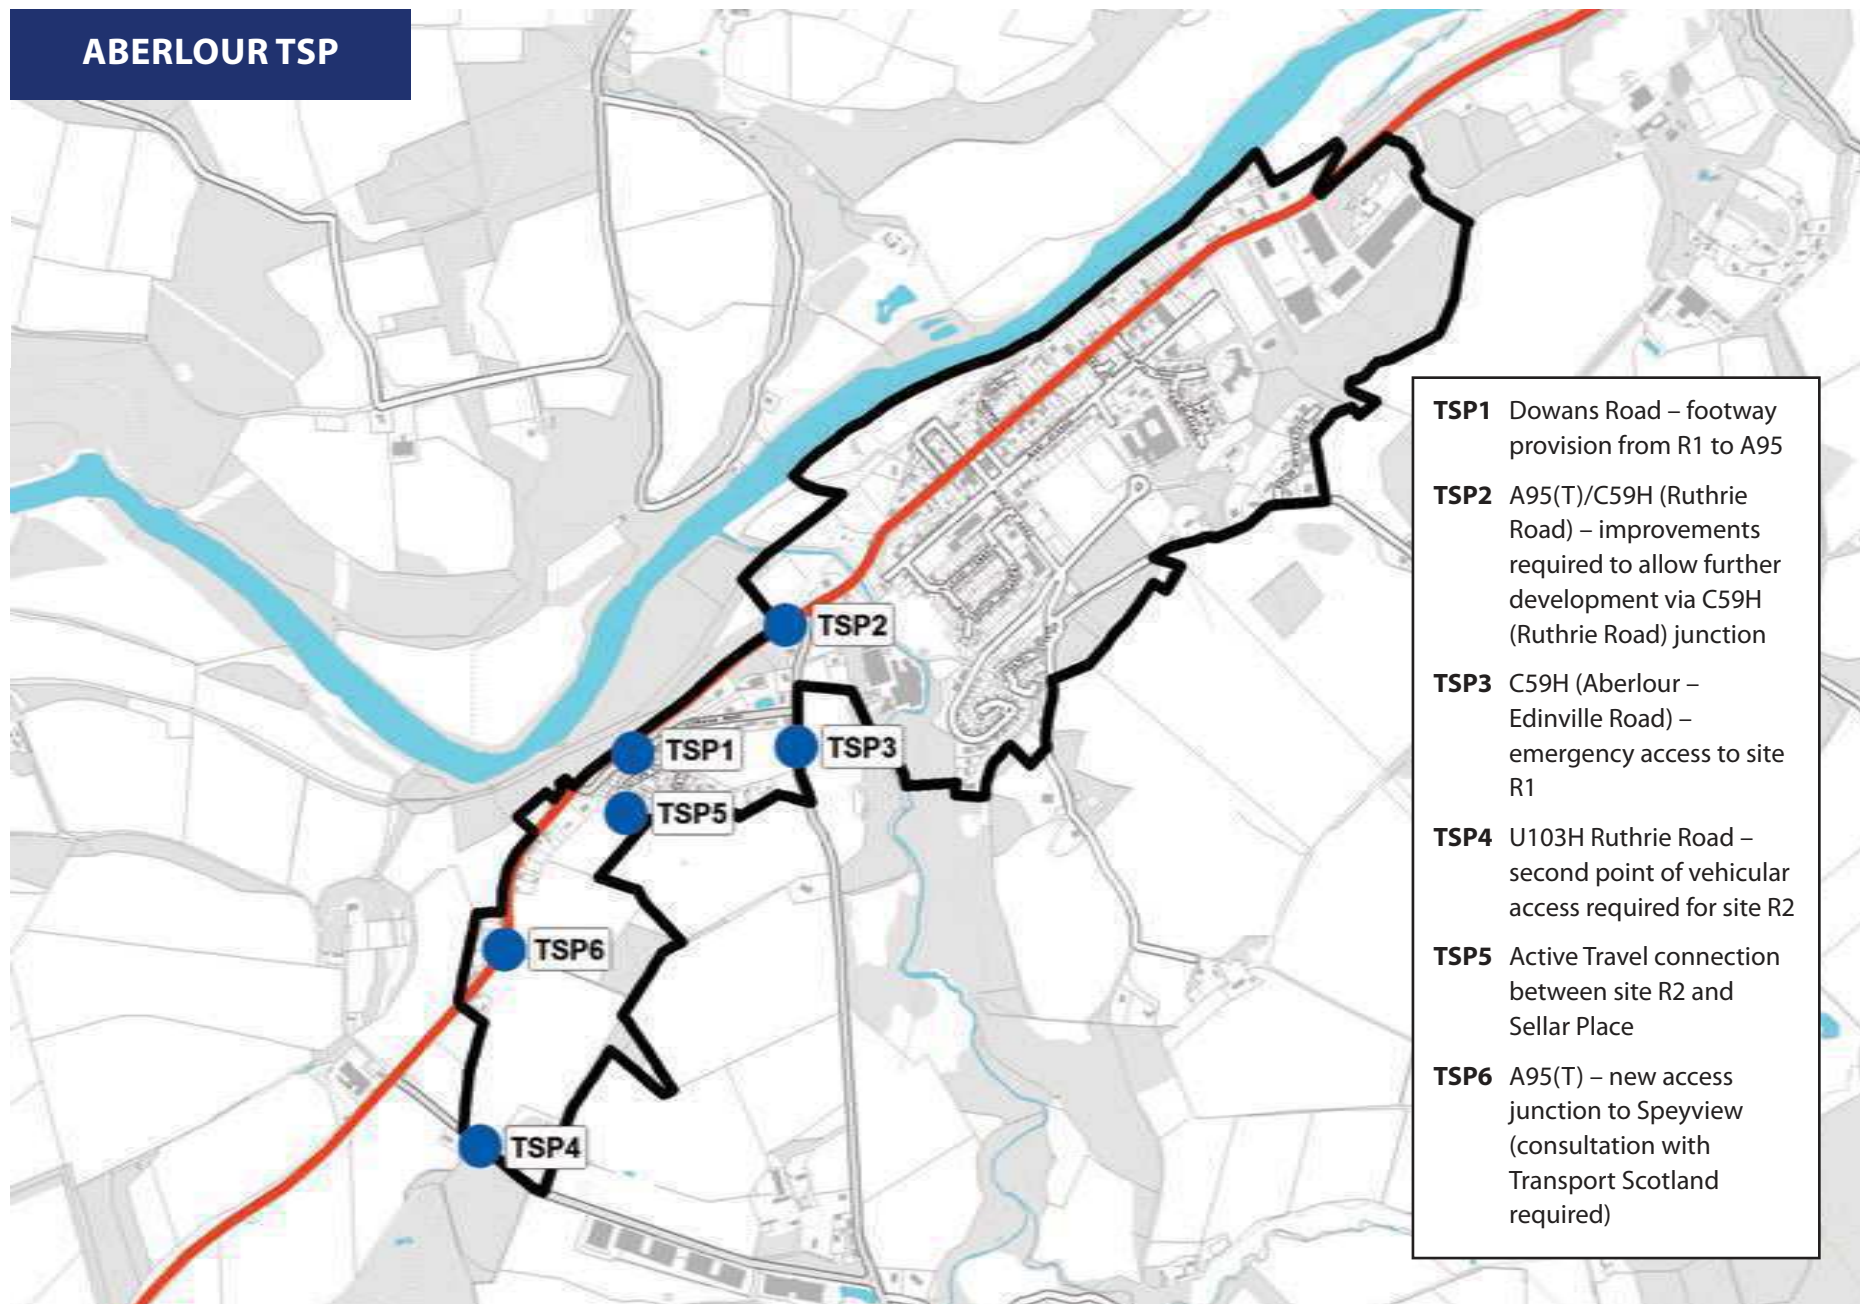 ABERLOUR TSP
TSP2
TSP1
TSP3
TSP5
TSP6
TSP4
TSP1 Dowans Road – footway
provision from R1 to A95
TSP2 A95(T)/C59H (Ruthrie
Road) – improvements
required to allow further
development via C59H
(Ruthrie Road) junction
TSP3 C59H (Aberlour –
Edinville Road) –
emergency access to site
R1
TSP4 U103H Ruthrie Road –
second point of vehicular
access required for site R2
TSP5 Active Travel connection
between site R2 and
Sellar Place
TSP6 A95(T) – new access
junction to Speyview
(consultation with
Transport Scotland
required)